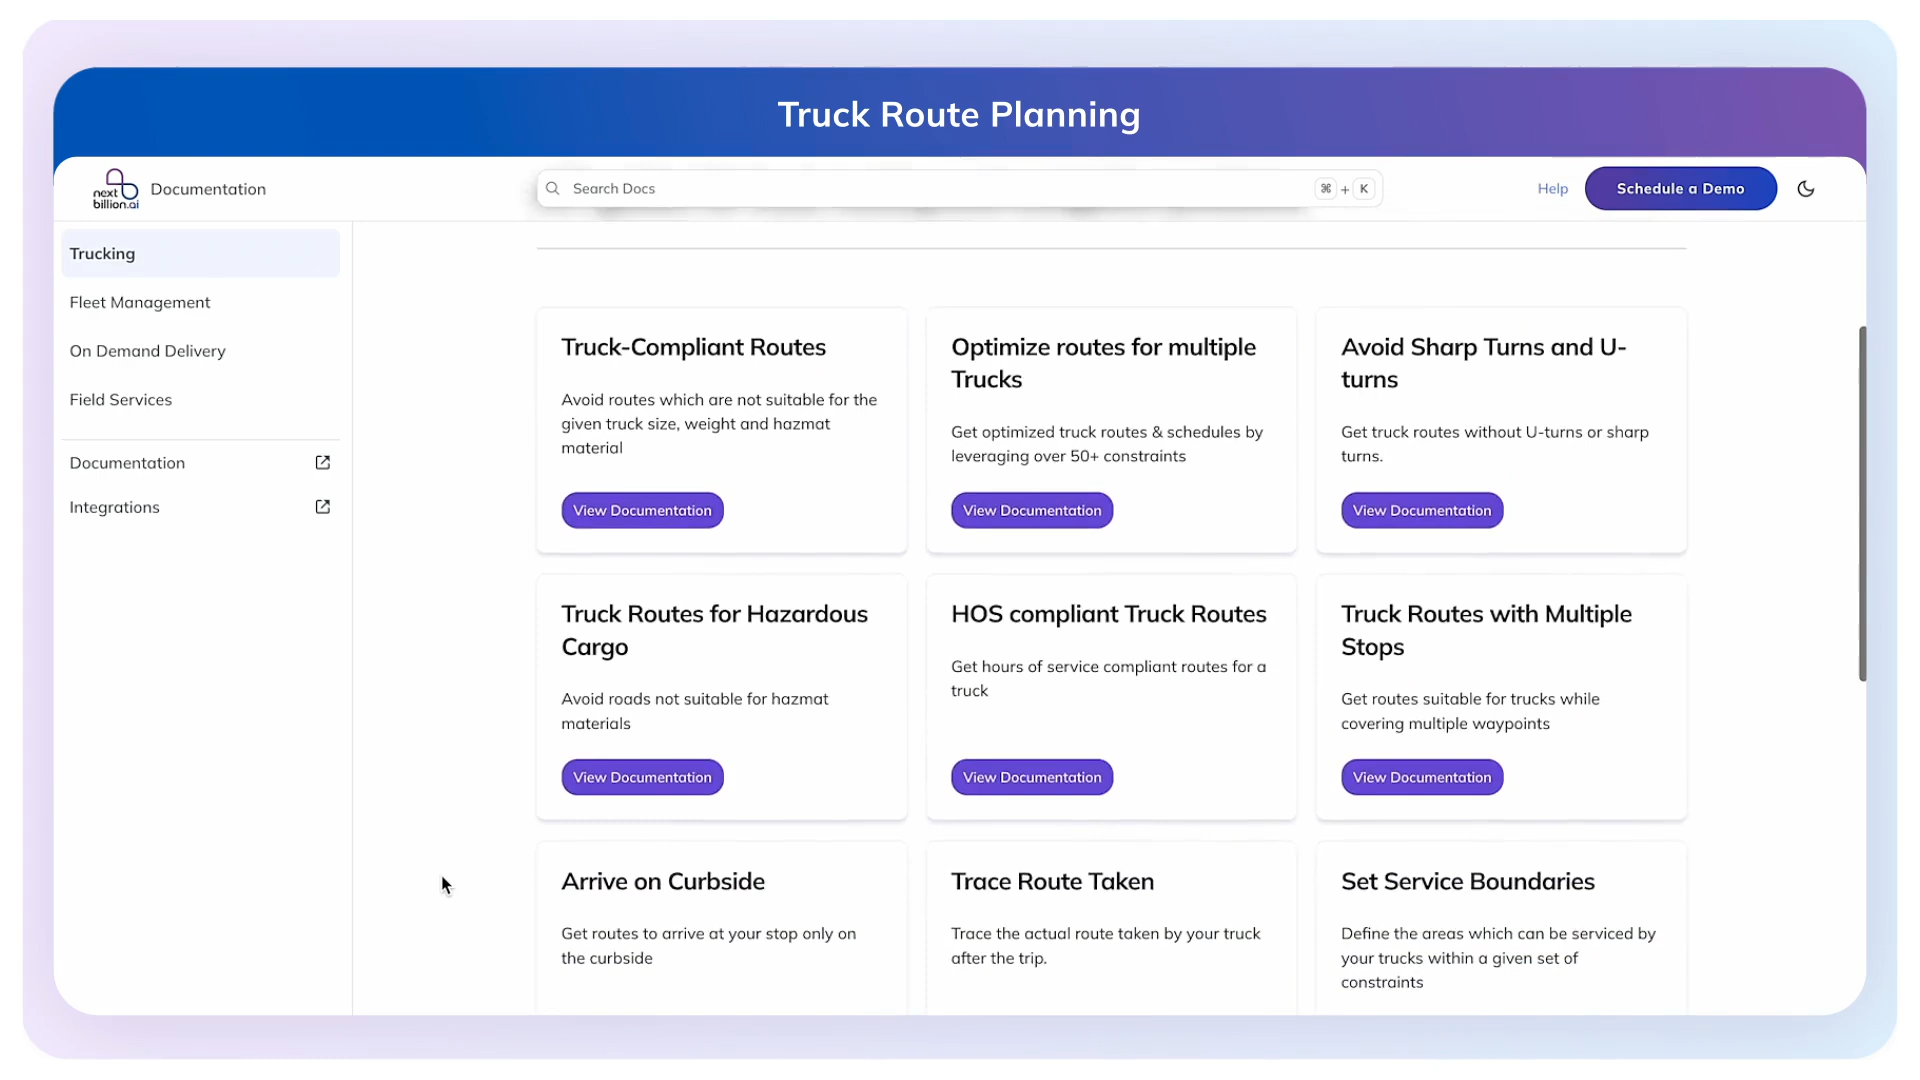 Truck Route Planning
next billion.ai Documentation
Search Docs
⌘ + K
Help
Schedule a Demo
Trucking
Fleet Management
On Demand Delivery
Field Services
Documentation
Integrations
Truck-Compliant Routes
Avoid routes which are not suitable for the
given truck size, weight and hazmat
material
View Documentation
Optimize routes for multiple
Trucks
Get optimized truck routes & schedules by
leveraging over 50+ constraints
View Documentation
Avoid Sharp Turns and U-
turns
Get truck routes without U-turns or sharp
turns.
View Documentation
Truck Routes for Hazardous
Cargo
Avoid roads not suitable for hazmat
materials
View Documentation
HOS compliant Truck Routes
Get hours of service compliant routes for a
truck
View Documentation
Truck Routes with Multiple
Stops
Get routes suitable for trucks while
covering multiple waypoints
View Documentation
Arrive on Curbside
Get routes to arrive at your stop only on
the curbside
Trace Route Taken
Trace the actual route taken by your truck
after the trip.
Set Service Boundaries
Define the areas which can be serviced by
your trucks within a given set of
constraints